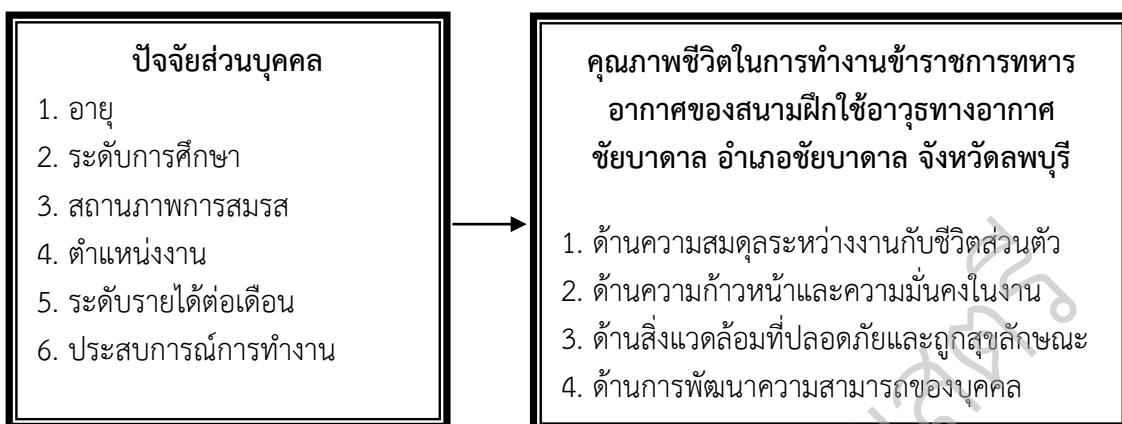 ปัจจัยส่วนบุคคล
1. อายุ
2. ระดับการศึกษา
3. สถานภาพการสมรส
4. ตำแหน่งงาน
5. ระดับรายได้ต่อเดือน
6. ประสบการณ์การทำงาน
คุณภาพชีวิตในการทำงานข้าราชการทหาร
อากาศของสนามฝึกใช้อาวุธทางอากาศ
ชัยบาดาล อำเภอชัยบาดาล จังหวัดลพบุรี
1. ด้านความสมดุลระหว่างงานกับชีวิตส่วนตัว
2. ด้านความก้าวหน้าและความมั่นคงในงาน
3. ด้านสิ่งแวดล้อมที่ปลอดภัยและถูกสุขลักษณะ
4. ด้านการพัฒนาความสามารถของบุคคล